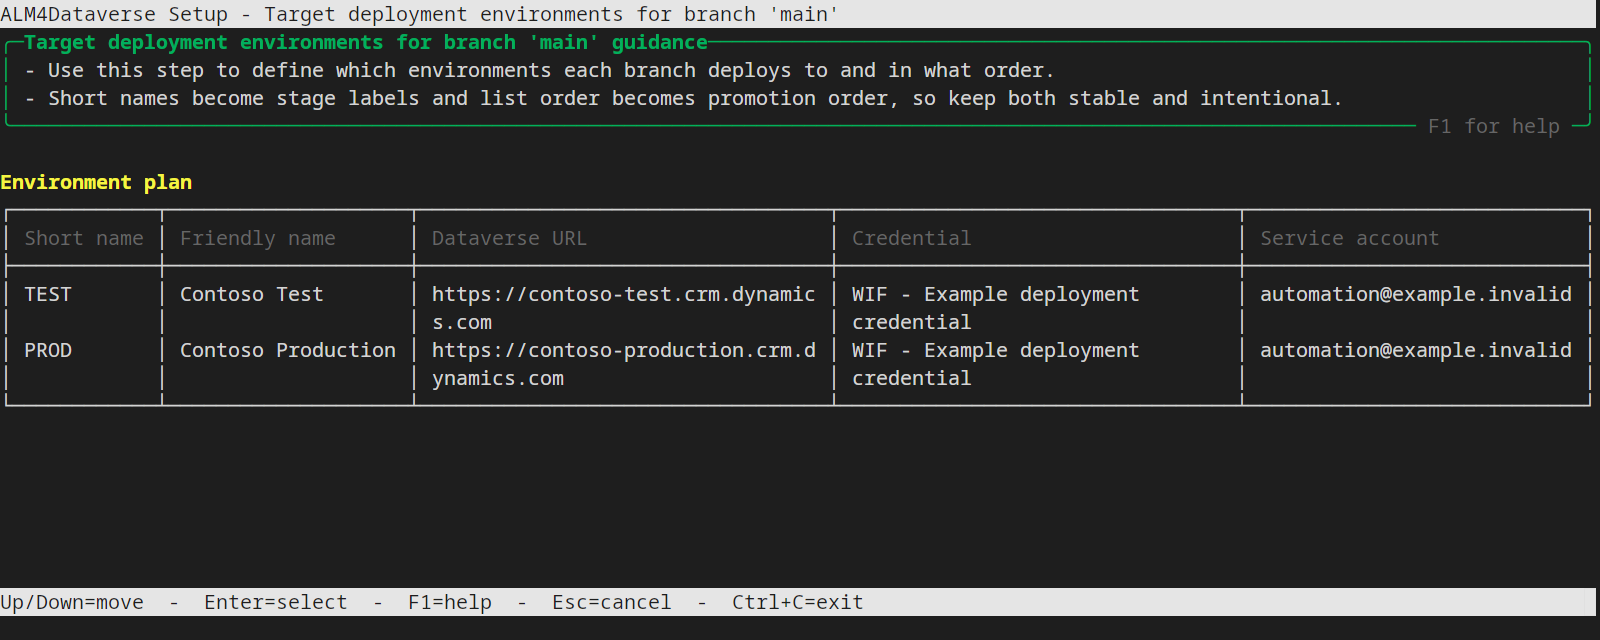 ALM4Dataverse Setup - Target deployment environments for branch 'main'
Target deployment environments for branch 'main' guidance
- Use this step to define which environments each branch deploys to and in what order.
- Short names become stage labels and list order becomes promotion order, so keep both stable and intentional.
F1 for help
Environment plan
Short name Friendly name Dataverse URL Credential Service account
TEST Contoso Test https://contoso-test.crm.dynamic WIF - Example deployment automation@example.invalid
s.com credential
PROD Contoso Production https://contoso-production.crm.d WIF - Example deployment automation@example.invalid
ynamics.com credential
Up/Down=move - Enter=select - F1=help - Esc=cancel - Ctrl+C=exit